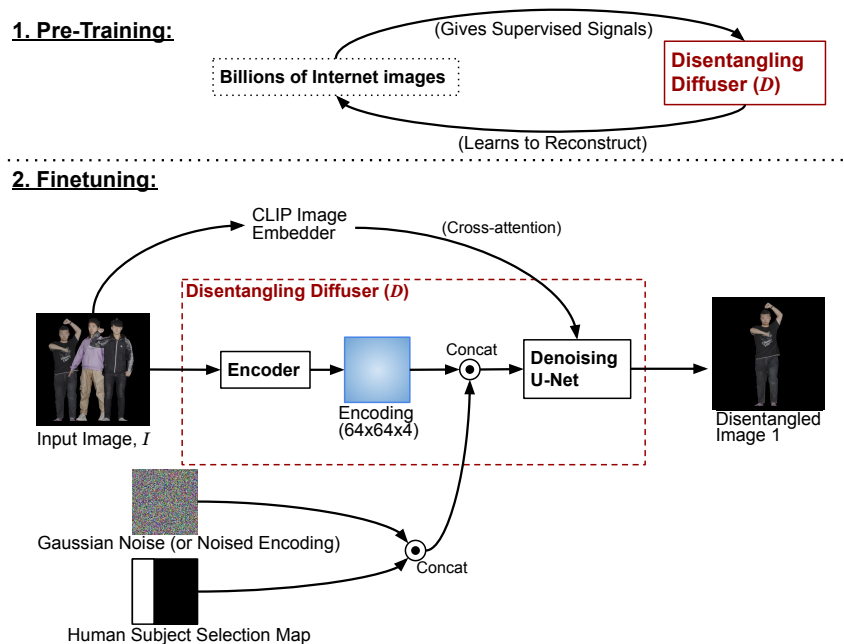 1. Pre-Training:
(Gives Supervised Signals)
Billions of Internet images
Disentangling
Diffuser (D)
(Learns to Reconstruct)
2. Finetuning:
CLIP Image
Embedder
(Cross-attention)
Disentangling Diffuser (D)
Encoder
Concat
Denoising
U-Net
Encoding
(64x64x4)
Input Image, I
Disentangled
Image 1
Gaussian Noise (or Noised Encoding)
Concat
Human Subject Selection Map